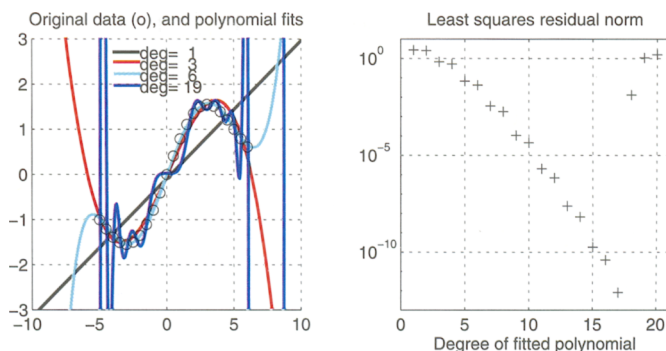 Original data (o), and polynomial fits
deg= 1
deg= 3
deg= 6
deg= 19
3
2
1
0
−1
−2
−3
−10 −5 0 5 10
Least squares residual norm
10^0
10^−5
10^−10
0 5 10 15 20
Degree of fitted polynomial